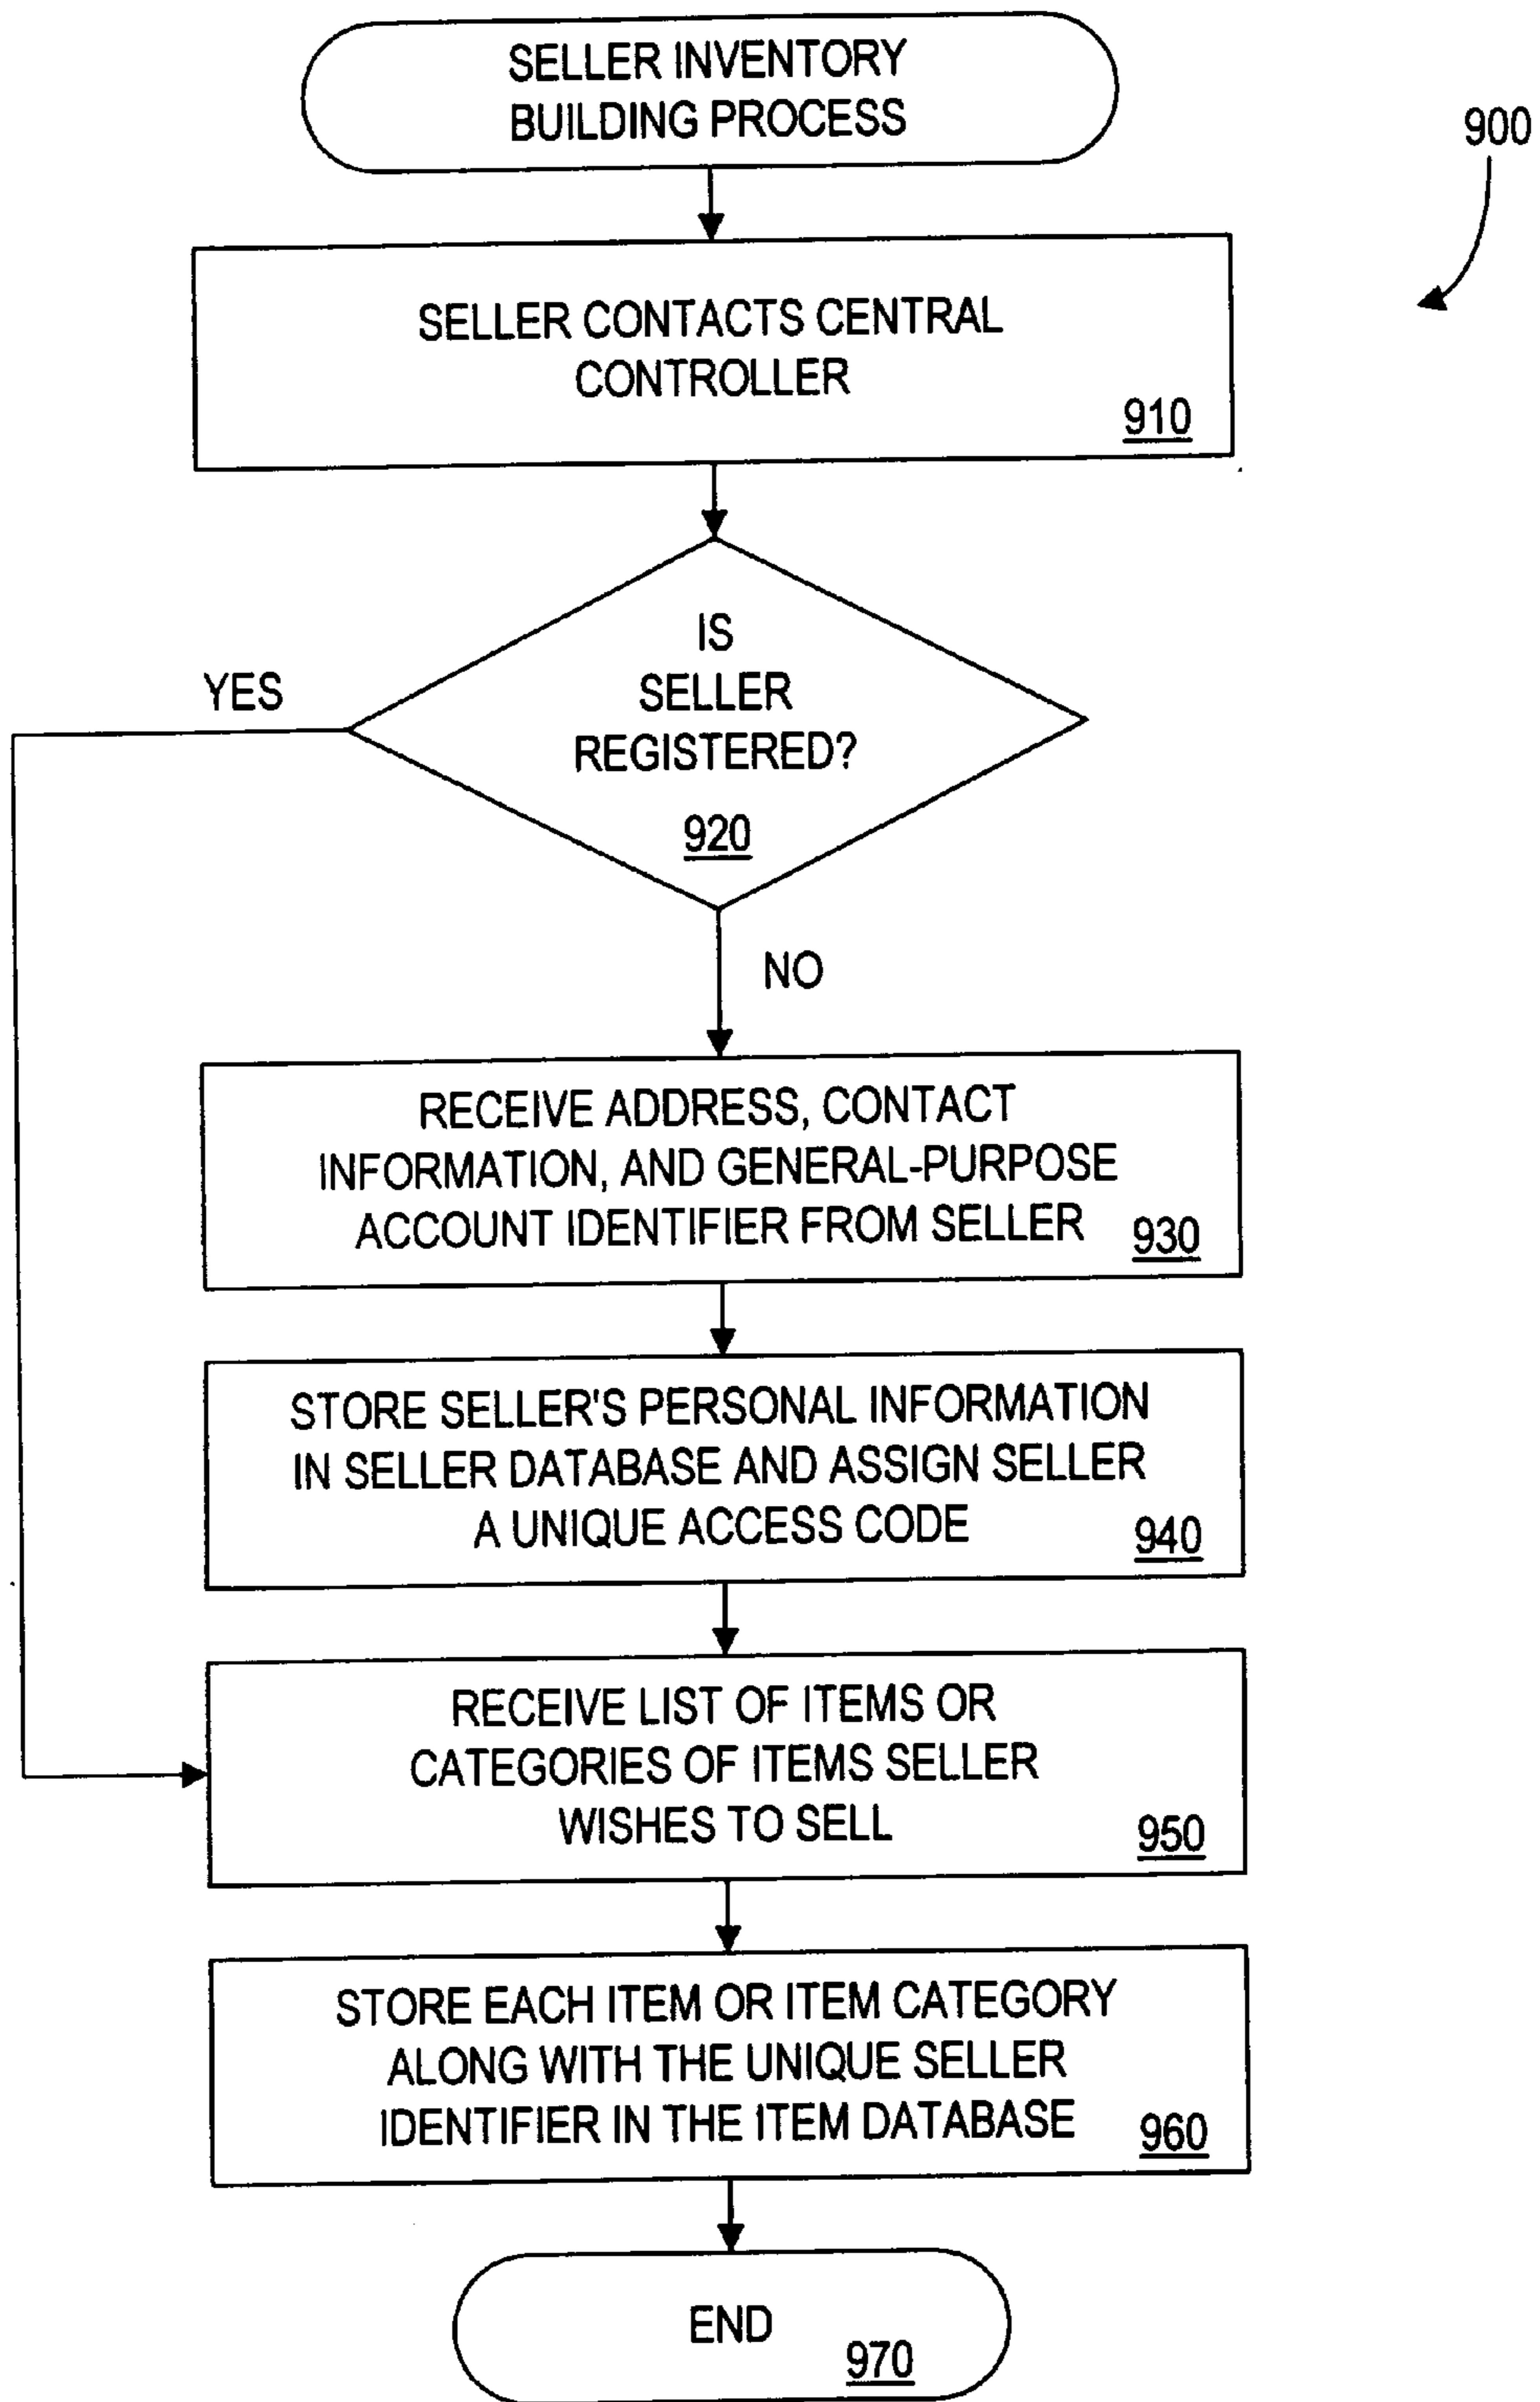 SELLER INVENTORY
BUILDING PROCESS
900
SELLER CONTACTS CENTRAL
CONTROLLER
910
IS
SELLER
REGISTERED?
920
YES
NO
RECEIVE ADDRESS, CONTACT
INFORMATION, AND GENERAL-PURPOSE
ACCOUNT IDENTIFIER FROM SELLER
930
STORE SELLER'S PERSONAL INFORMATION
IN SELLER DATABASE AND ASSIGN SELLER
A UNIQUE ACCESS CODE
940
RECEIVE LIST OF ITEMS OR
CATEGORIES OF ITEMS SELLER
WISHES TO SELL
950
STORE EACH ITEM OR ITEM CATEGORY
ALONG WITH THE UNIQUE SELLER
IDENTIFIER IN THE ITEM DATABASE
960
END
970